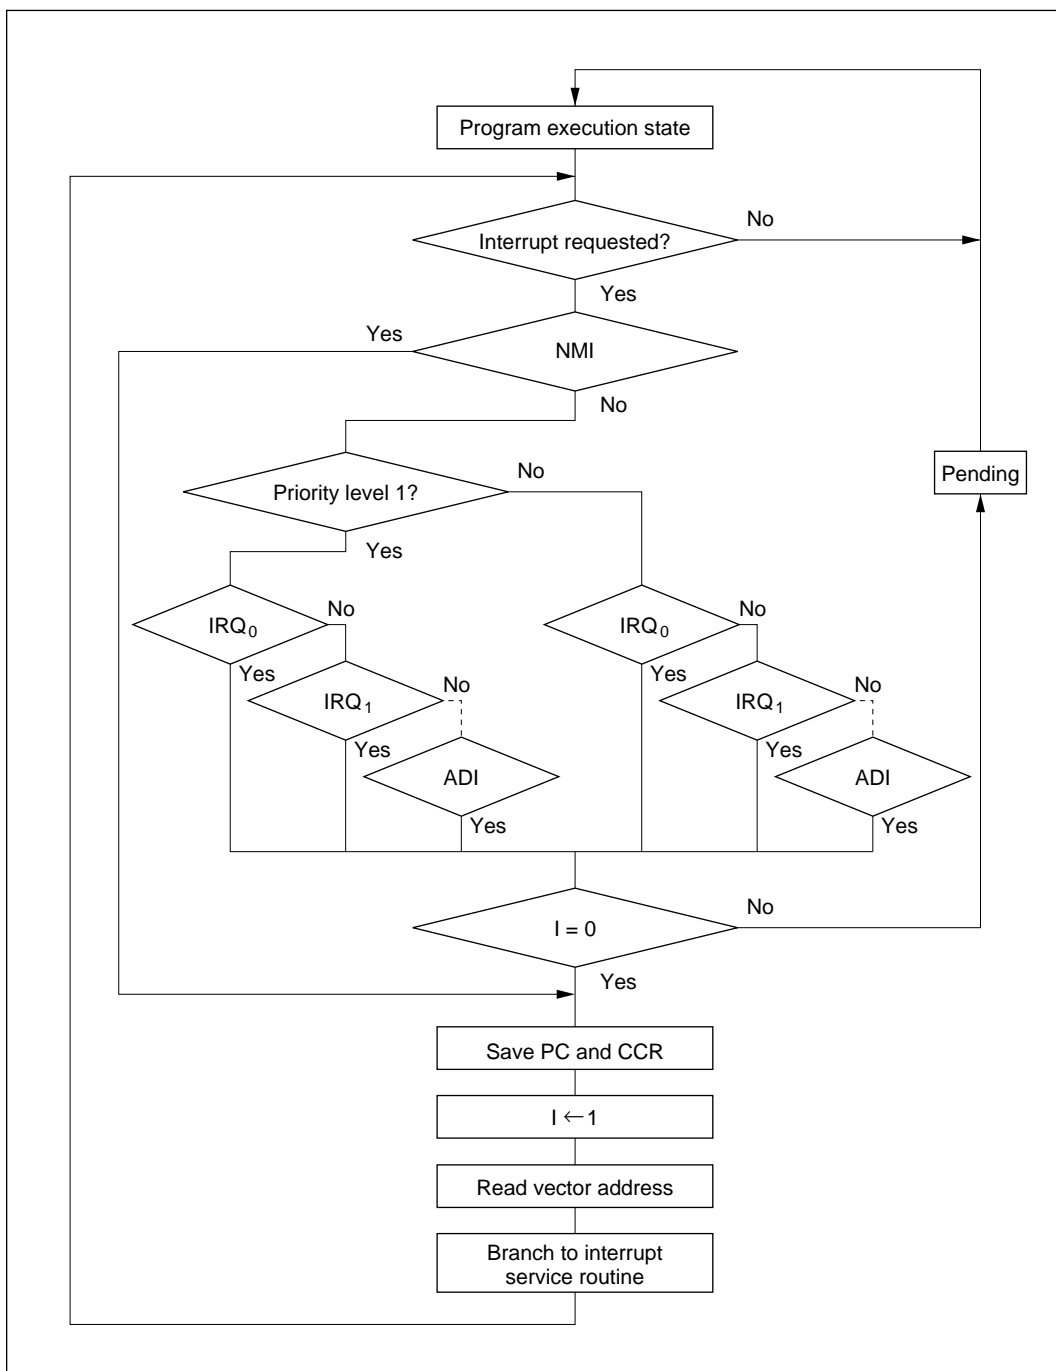 Program execution state
No
Interrupt requested?
Yes
Yes
NMI
No
No
Pending
Priority level 1?
Yes
No
No
IRQ0
IRQ0
Yes
No
Yes
No
IRQ1
IRQ1
Yes
Yes
ADI
ADI
Yes
Yes
No
I = 0
Yes
Save PC and CCR
I ← 1
Read vector address
Branch to interrupt
service routine